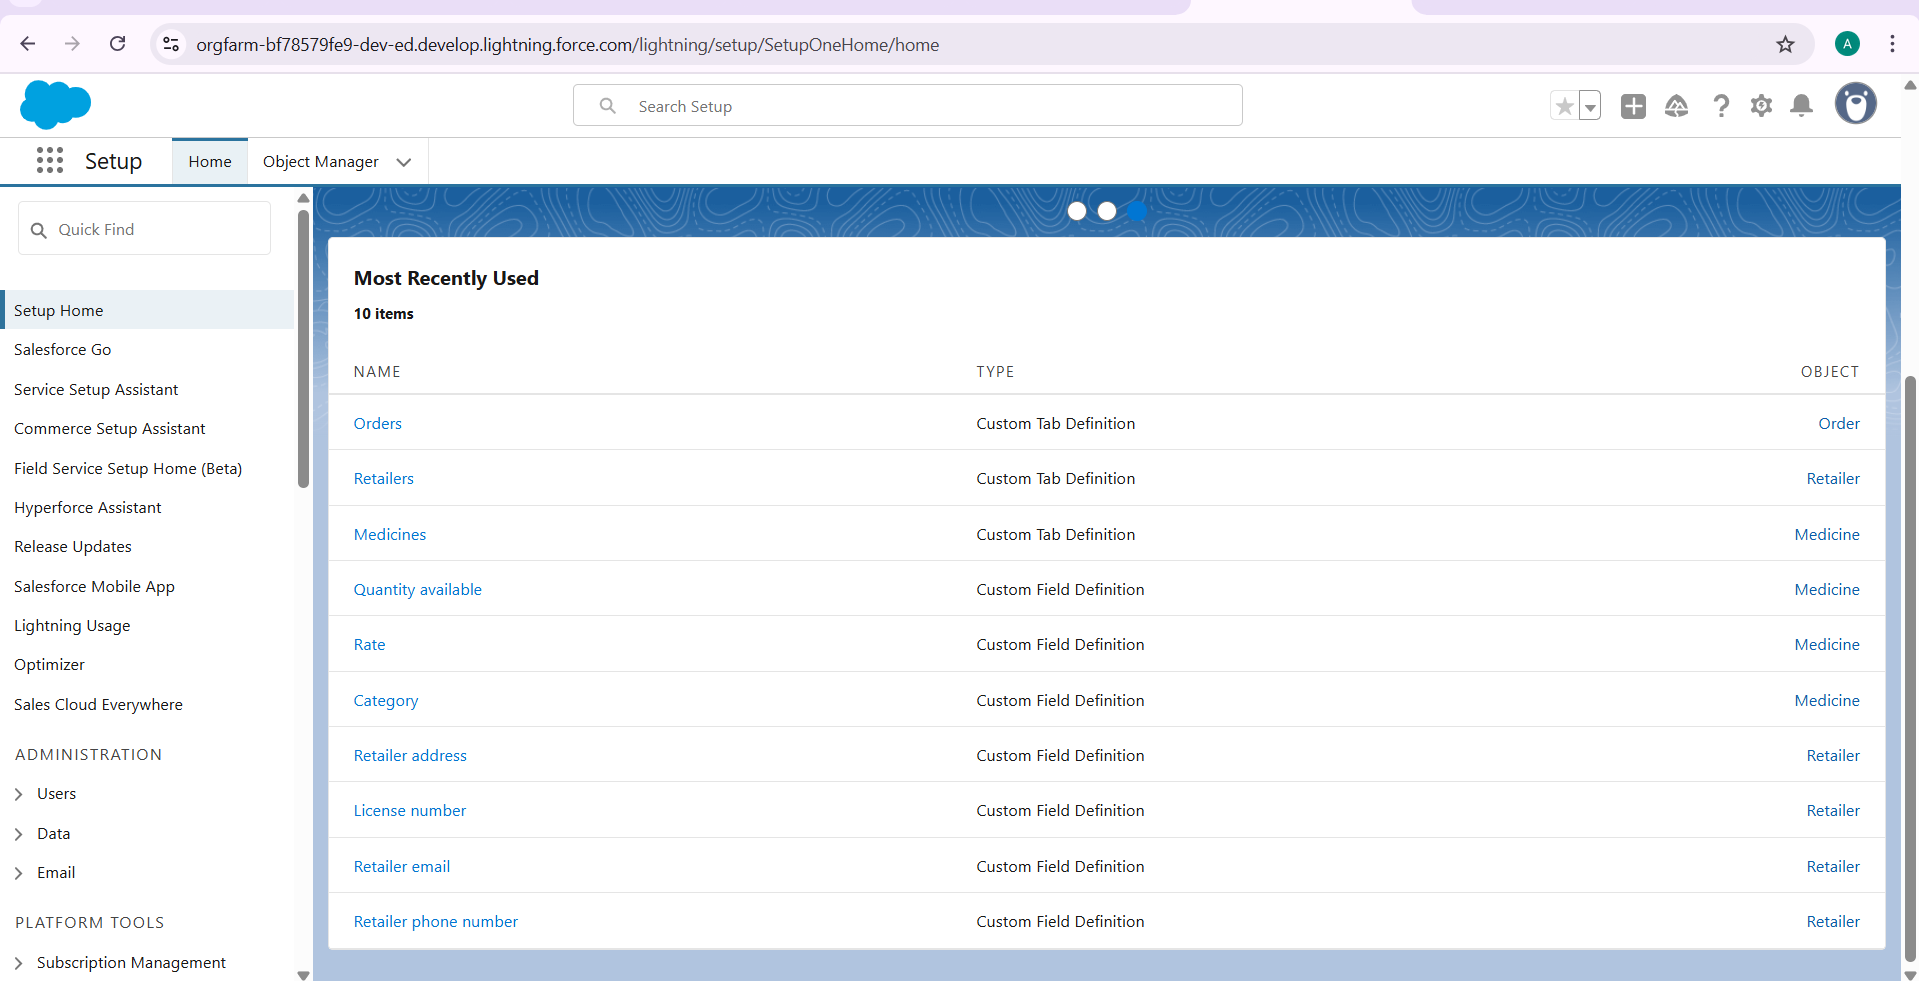 orgfarm-bf78579fe9-dev-ed.develop.lightning.force.com/lightning/setup/SetupOneHome/home
A
Search Setup
Setup
Home
Object Manager
Quick Find
Setup Home
Salesforce Go
Service Setup Assistant
Commerce Setup Assistant
Field Service Setup Home (Beta)
Hyperforce Assistant
Release Updates
Salesforce Mobile App
Lightning Usage
Optimizer
Sales Cloud Everywhere
ADMINISTRATION
Users
Data
Email
PLATFORM TOOLS
Subscription Management
Most Recently Used
10 items
NAME TYPE OBJECT
Orders Custom Tab Definition Order
Retailers Custom Tab Definition Retailer
Medicines Custom Tab Definition Medicine
Quantity available Custom Field Definition Medicine
Rate Custom Field Definition Medicine
Category Custom Field Definition Medicine
Retailer address Custom Field Definition Retailer
License number Custom Field Definition Retailer
Retailer email Custom Field Definition Retailer
Retailer phone number Custom Field Definition Retailer